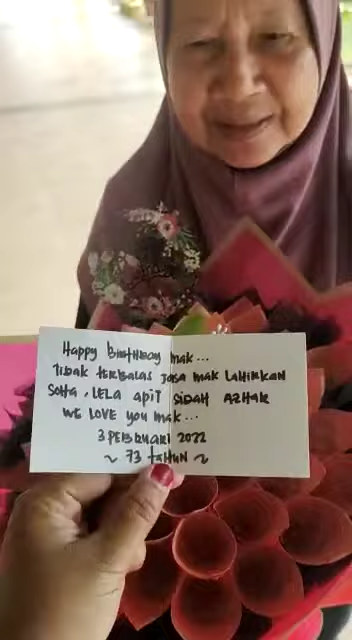 Happy Birthday mak...
Tidak terbalas jasa mak lahirkan
Soha, LELA APIT SIDAH AZHAR
WE LOVE you mak...
3 FEBRUARI 2022
~ 73 tahun ~